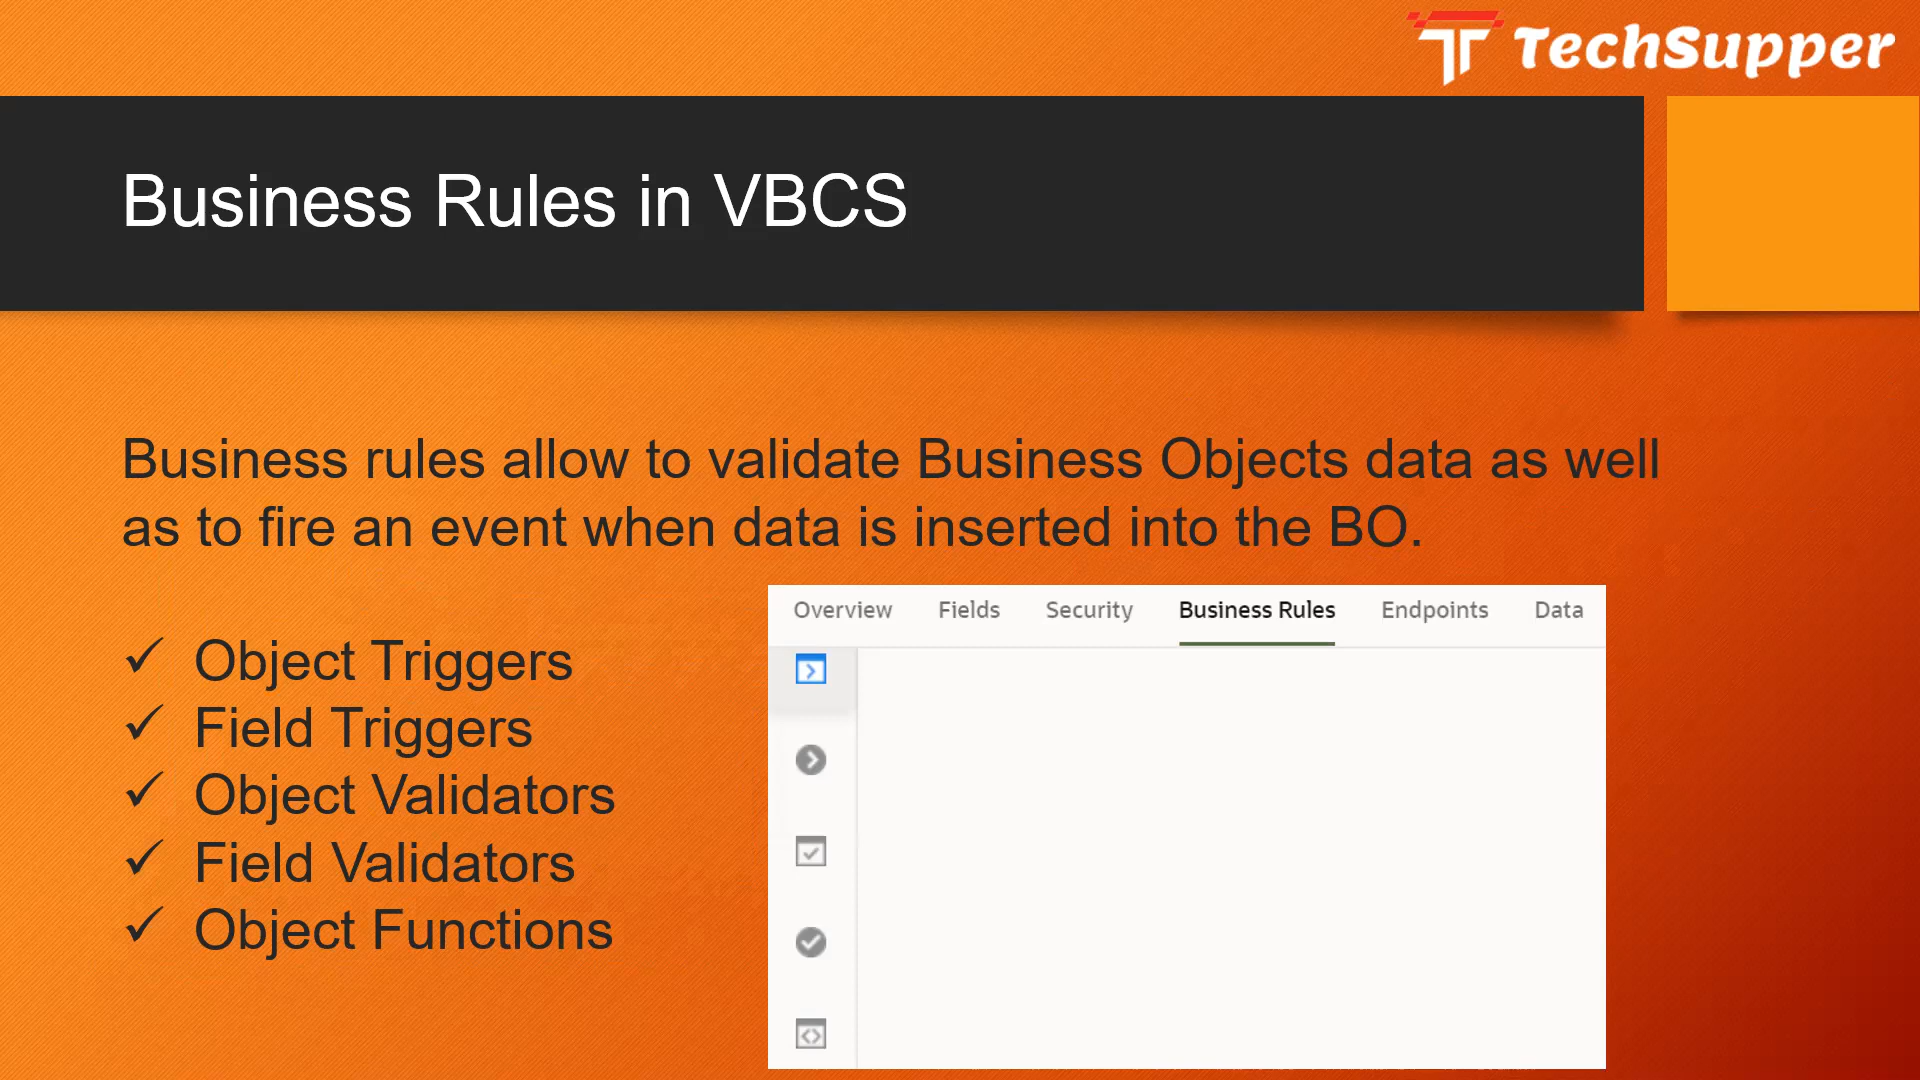 TechSupper
Business Rules in VBCS
Business rules allow to validate Business Objects data as well
as to fire an event when data is inserted into the BO.
Object Triggers
Field Triggers
Object Validators
Field Validators
Object Functions
Overview Fields Security Business Rules Endpoints Data